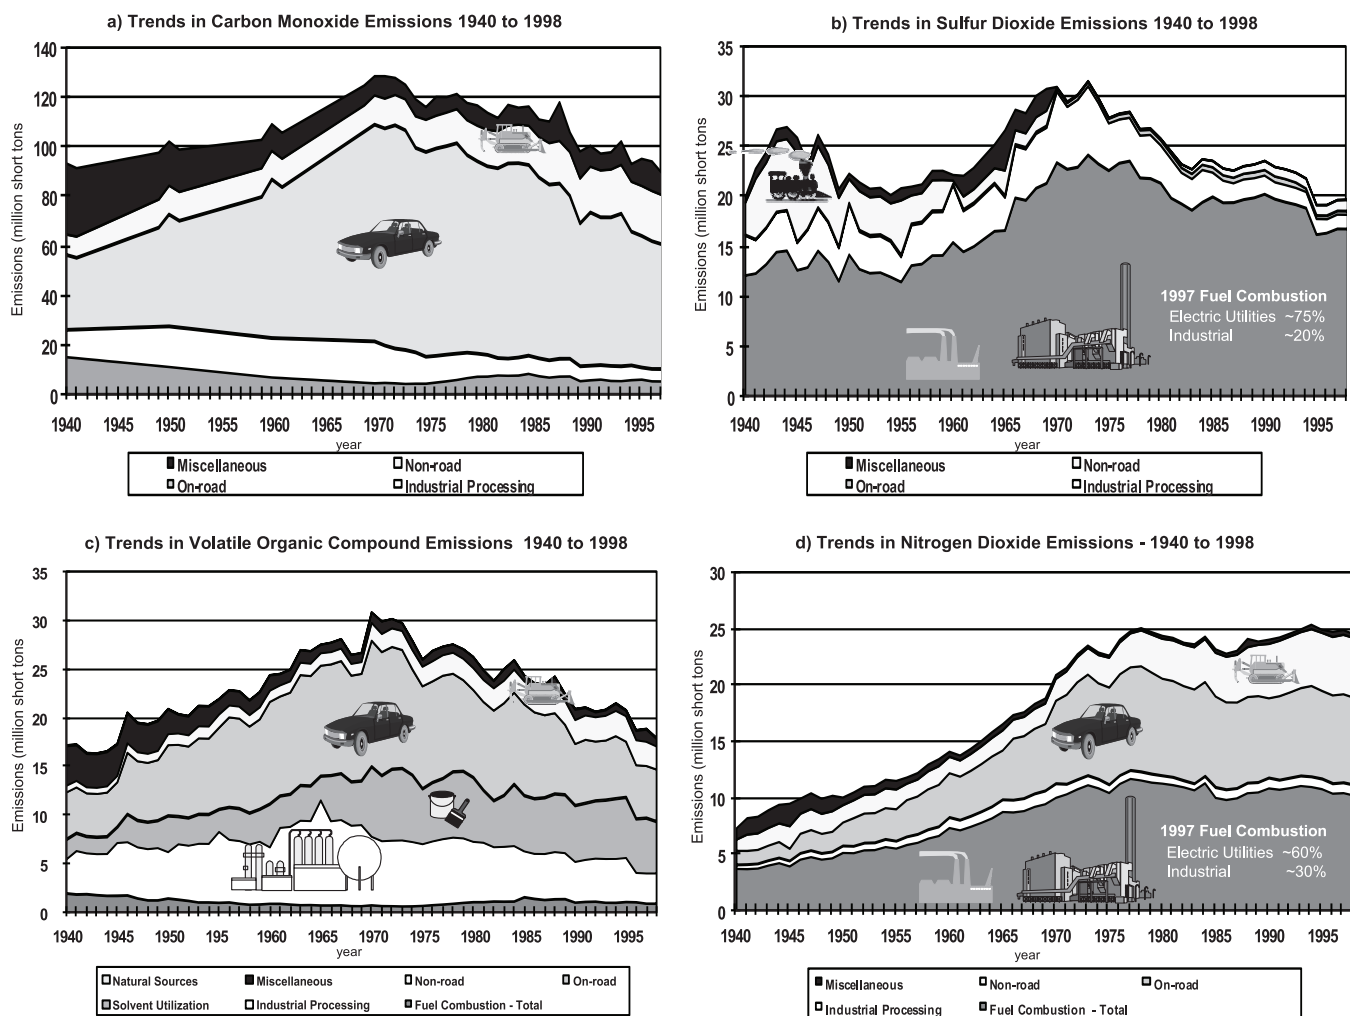 a) Trends in Carbon Monoxide Emissions 1940 to 1998
140
120
100
80
60
40
20
0
Emissions (million short tons)
1940 1945 1950 1955 1960 1965 1970 1975 1980 1985 1990 1995
year
Miscellaneous Non-road
On-road Industrial Processing
b) Trends in Sulfur Dioxide Emissions 1940 to 1998
35
30
25
20
15
10
5
0
Emissions (million short tons)
1997 Fuel Combustion
Electric Utilities ~75%
Industrial ~20%
1940 1945 1950 1955 1960 1965 1970 1975 1980 1985 1990 1995
year
Miscellaneous Non-road
On-road Industrial Processing
c) Trends in Volatile Organic Compound Emissions 1940 to 1998
35
30
25
20
15
10
5
0
Emissions (million short tons
1940 1945 1950 1955 1960 1965 1970 1975 1980 1985 1990 1995
year
Natural Sources Miscellaneous Non-road On-road
Solvent Utilization Industrial Processing Fuel Combustion - Total
d) Trends in Nitrogen Dioxide Emissions - 1940 to 1998
30
25
20
15
10
5
0
Emissions (million short tons
1997 Fuel Combustion
Electric Utilities ~60%
Industrial ~30%
1940 1945 1950 1955 1960 1965 1970 1975 1980 1985 1990 1995
year
Miscellaneous Non-road On-road
Industrial Processing Fuel Combustion - Total